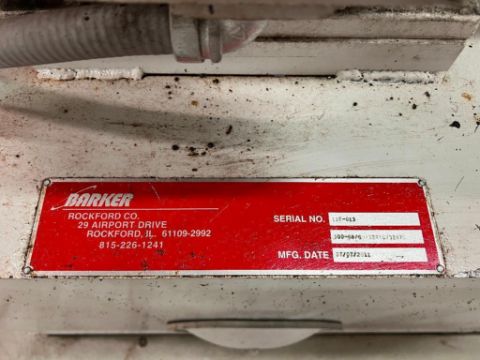 BARKER
ROCKFORD CO.
29 AIRPORT DRIVE
ROCKFORD, IL. 61109-2992
815-226-1241
SERIAL NO.
MFG. DATE